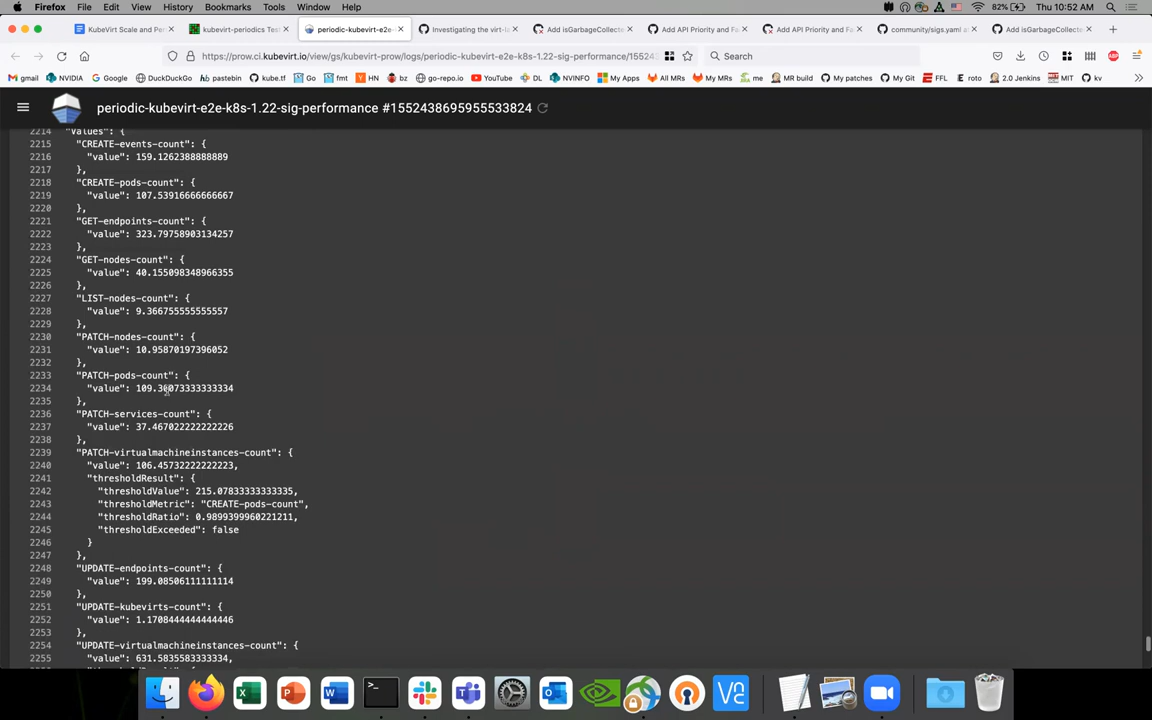 Firefox File Edit View History Bookmarks Tools Window Help
82% Thu 10:52 AM
KubeVirt Scale and Per
kubevirt-periodics Test
periodic-kubevirt-e2e-
Investigating the virt-la
Add isGarbageCollecte
Add API Priority and Fa
Add API Priority and Fa
community/sigs.yaml a
Add isGarbageCollecte
https://prow.ci.kubevirt.io/view/gs/kubevirt-prow/logs/periodic-kubevirt-e2e-k8s-1.22-sig-performance/15524
Search
gmail NVIDIA Google DuckDuckGo pastebin kube.tf fmt HN bz go-repo.io YouTube DL NVINFO My Apps All MRs My MRs me MR build My patches My Git FFL roto 2.0 Jenkins MIT kv
periodic-kubevirt-e2e-k8s-1.22-sig-performance #1552438695955533824
2214 "Values": {
2215 "CREATE-events-count": {
2216 "value": 159.1262388888889
2217 },
2218 "CREATE-pods-count": {
2219 "value": 107.53916666666667
2220 },
2221 "GET-endpoints-count": {
2222 "value": 323.79758903134257
2223 },
2224 "GET-nodes-count": {
2225 "value": 40.155098348966355
2226 },
2227 "LIST-nodes-count": {
2228 "value": 9.366755555555557
2229 },
2230 "PATCH-nodes-count": {
2231 "value": 10.95870197396052
2232 },
2233 "PATCH-pods-count": {
2234 "value": 109.36073333333334
2235 },
2236 "PATCH-services-count": {
2237 "value": 37.467022222222226
2238 },
2239 "PATCH-virtualmachineinstances-count": {
2240 "value": 106.45732222222223,
2241 "thresholdResult": {
2242 "thresholdValue": 215.07833333333335,
2243 "thresholdMetric": "CREATE-pods-count",
2244 "thresholdRatio": 0.9899399960221211,
2245 "thresholdExceeded": false
2246 }
2247 },
2248 "UPDATE-endpoints-count": {
2249 "value": 199.08506111111114
2250 },
2251 "UPDATE-kubevirts-count": {
2252 "value": 1.1708444444444446
2253 },
2254 "UPDATE-virtualmachineinstances-count": {
2255 "value": 631.5835583333334,